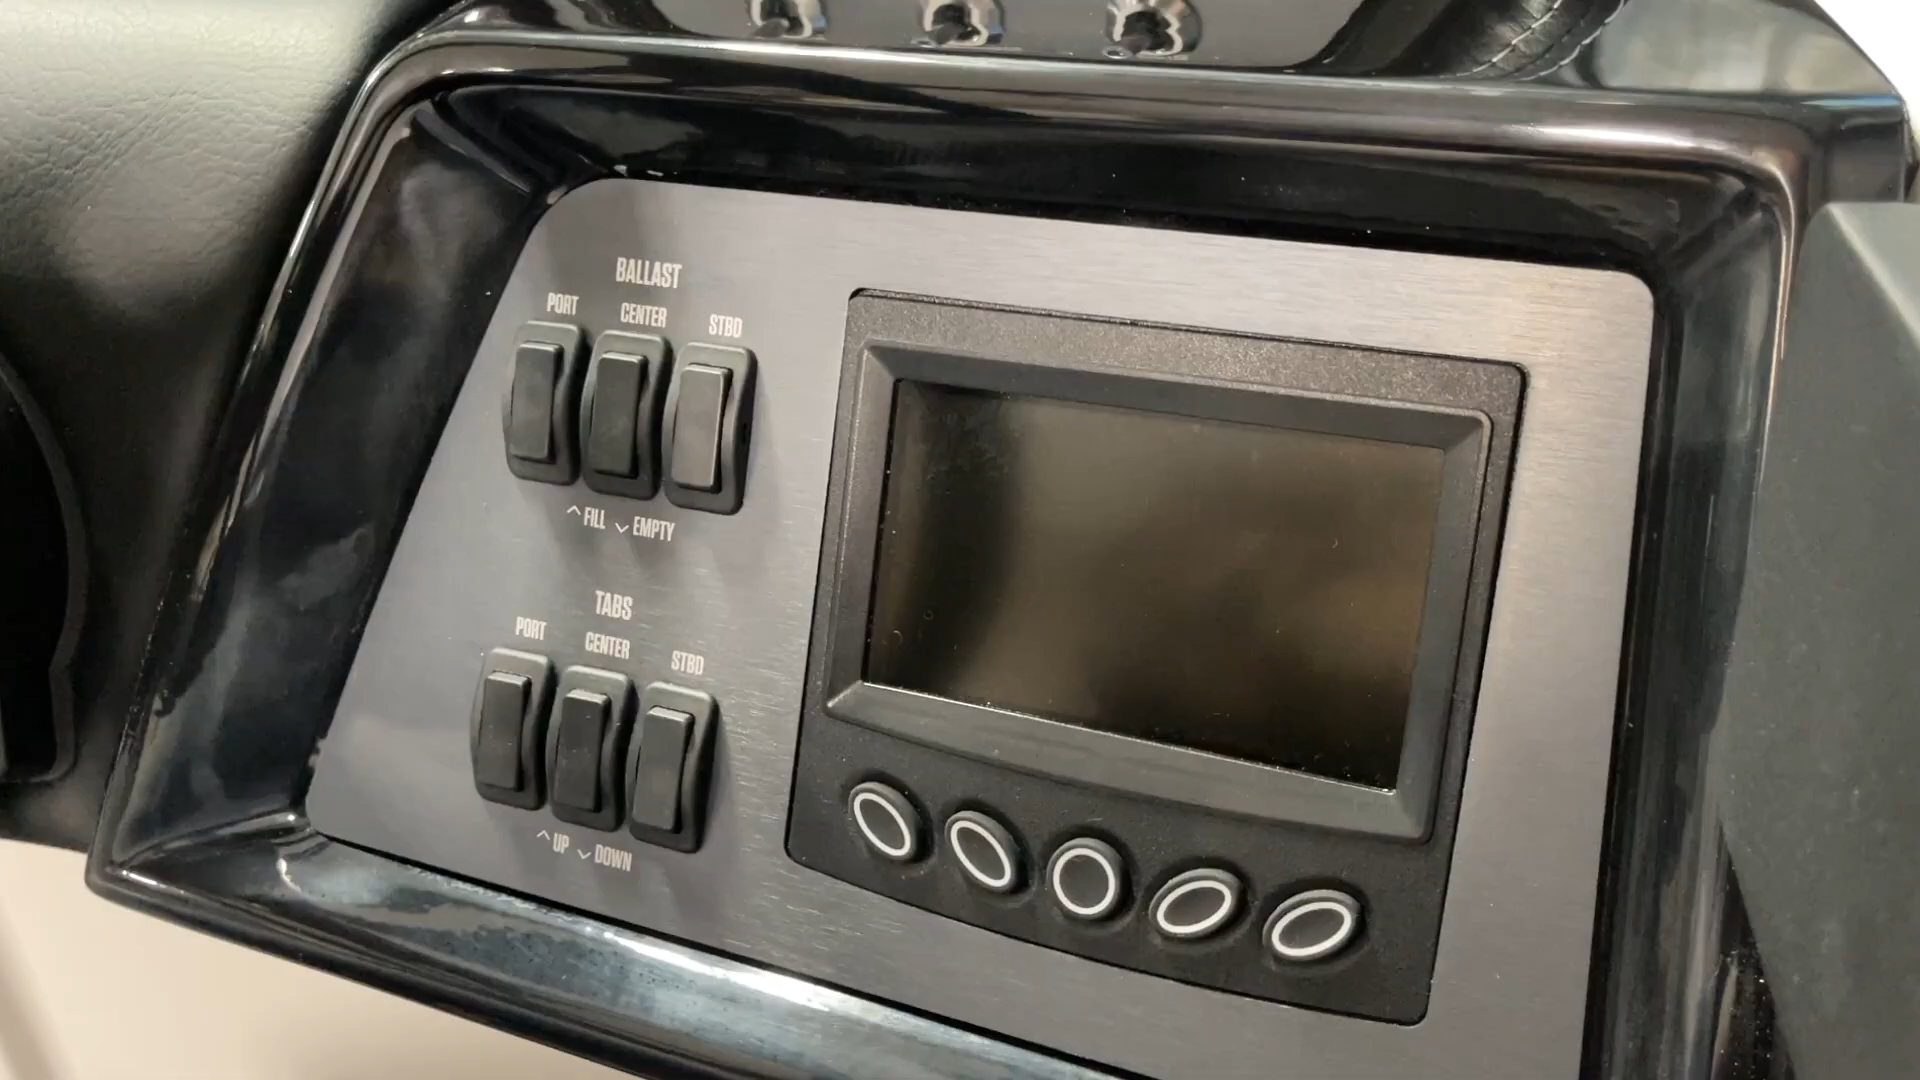 BALLAST
PORT CENTER STBD
^ FILL ⌵ EMPTY
TABS
PORT CENTER STBD
^ UP ⌵ DOWN